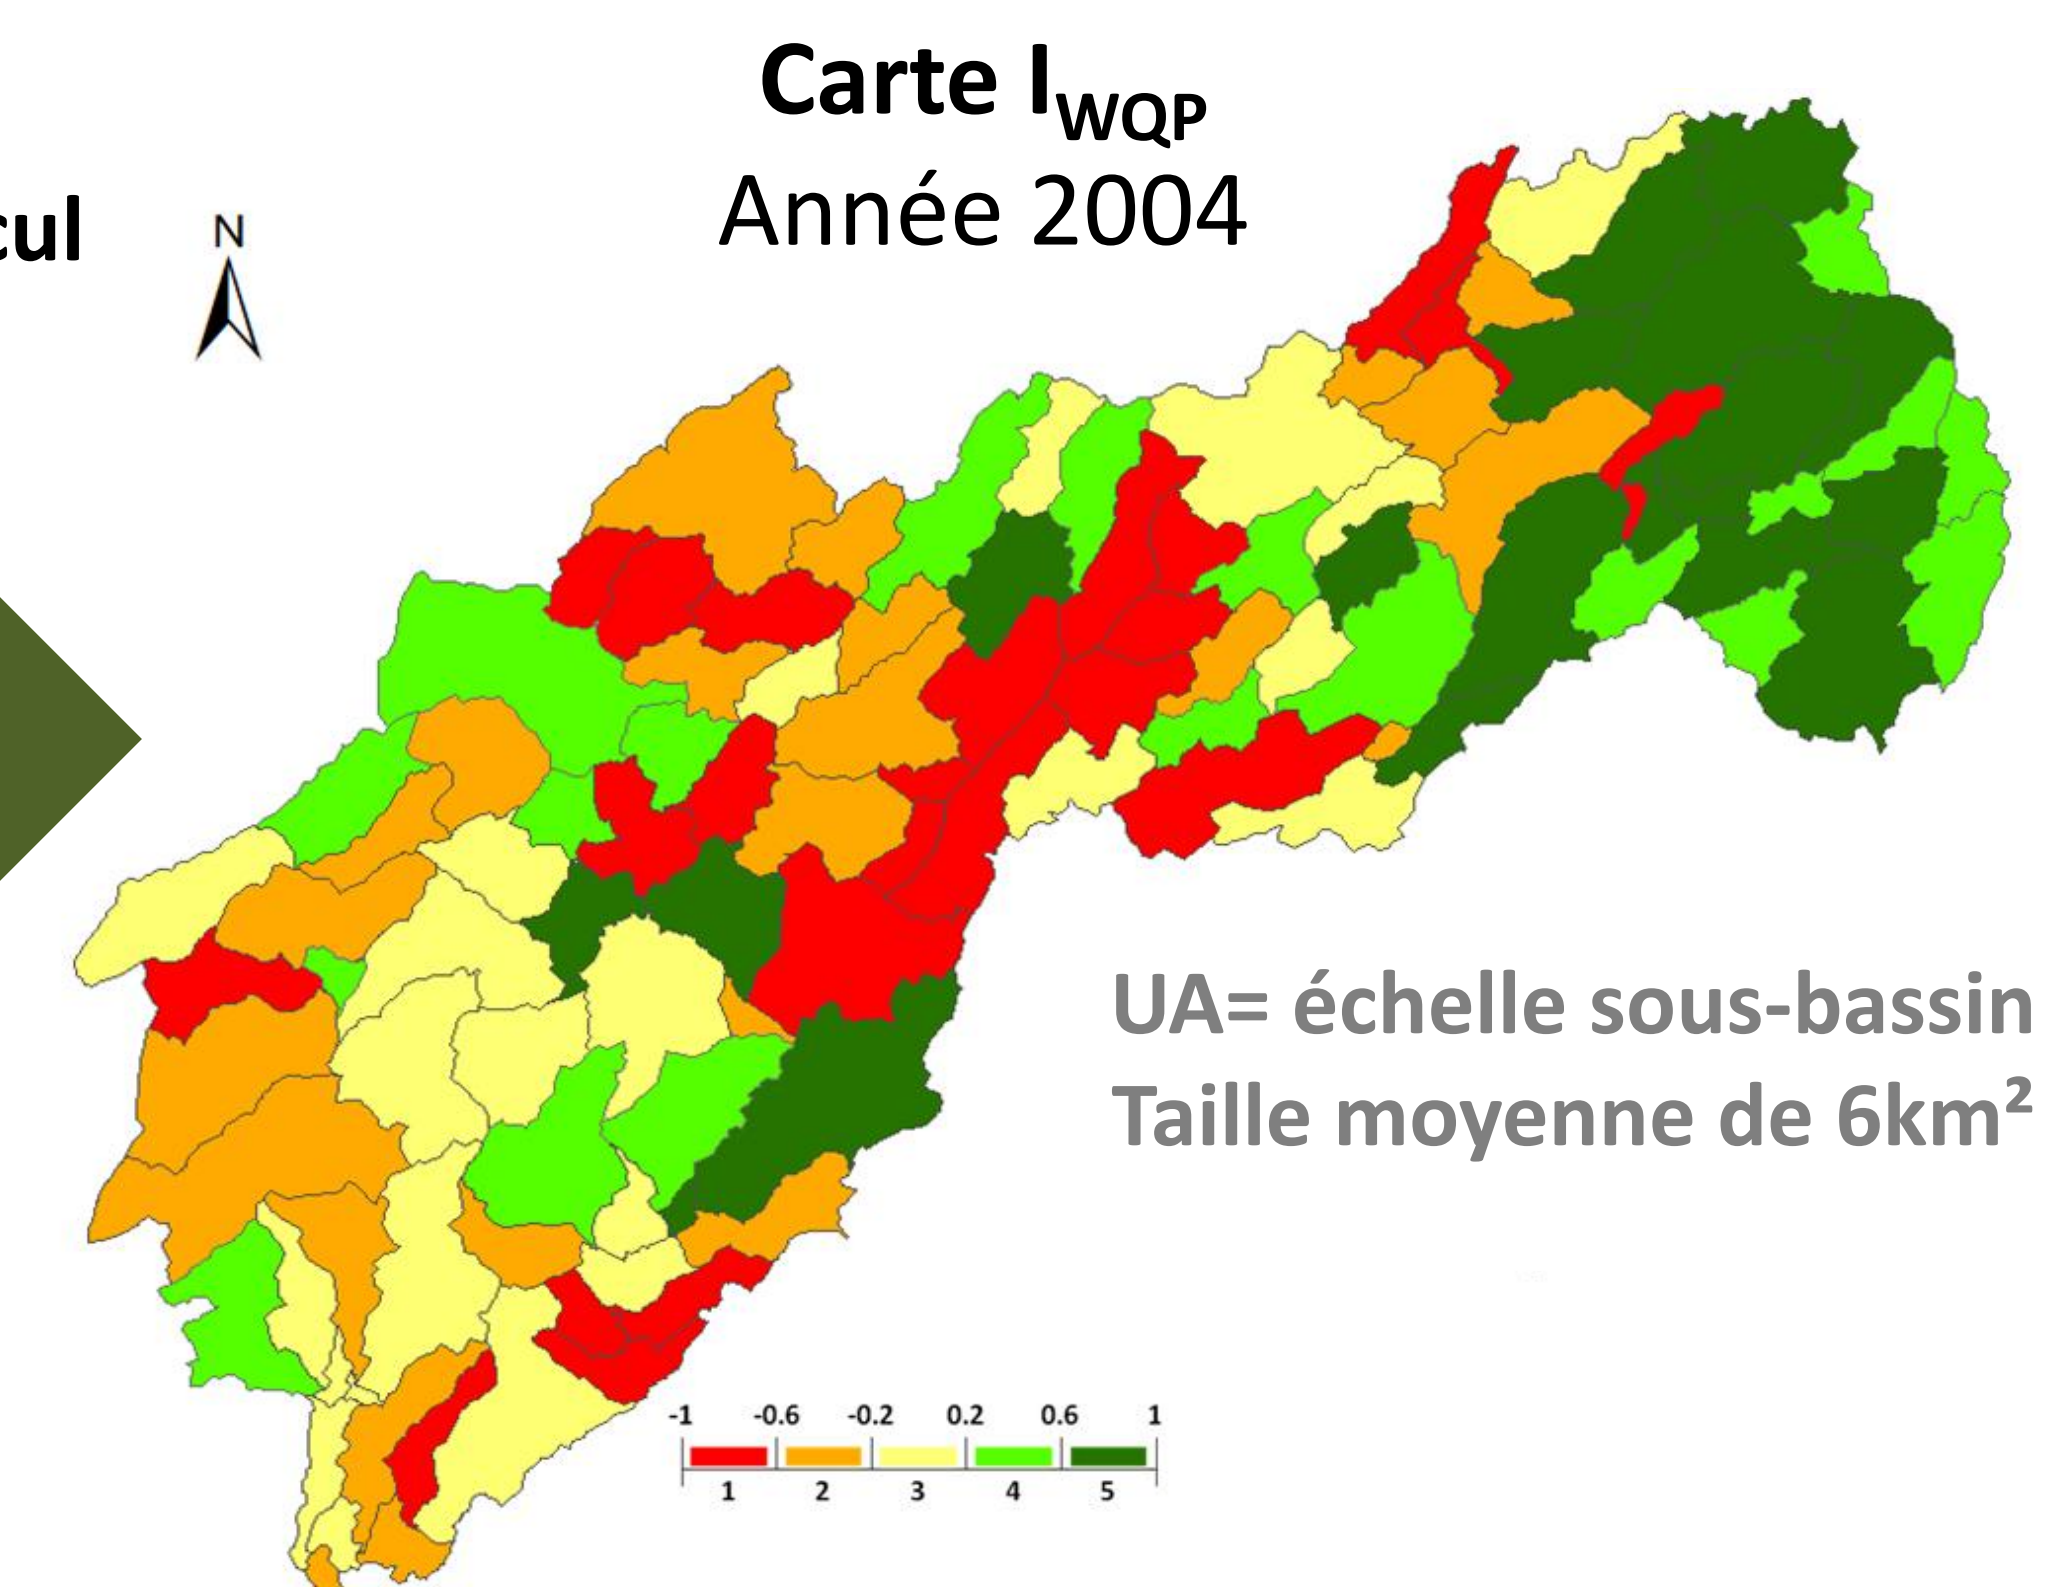 Carte IWQP
Année 2004
cul
N
UA= échelle sous-bassin
Taille moyenne de 6km²
-1 -0.6 -0.2 0.2 0.6 1
1 2 3 4 5